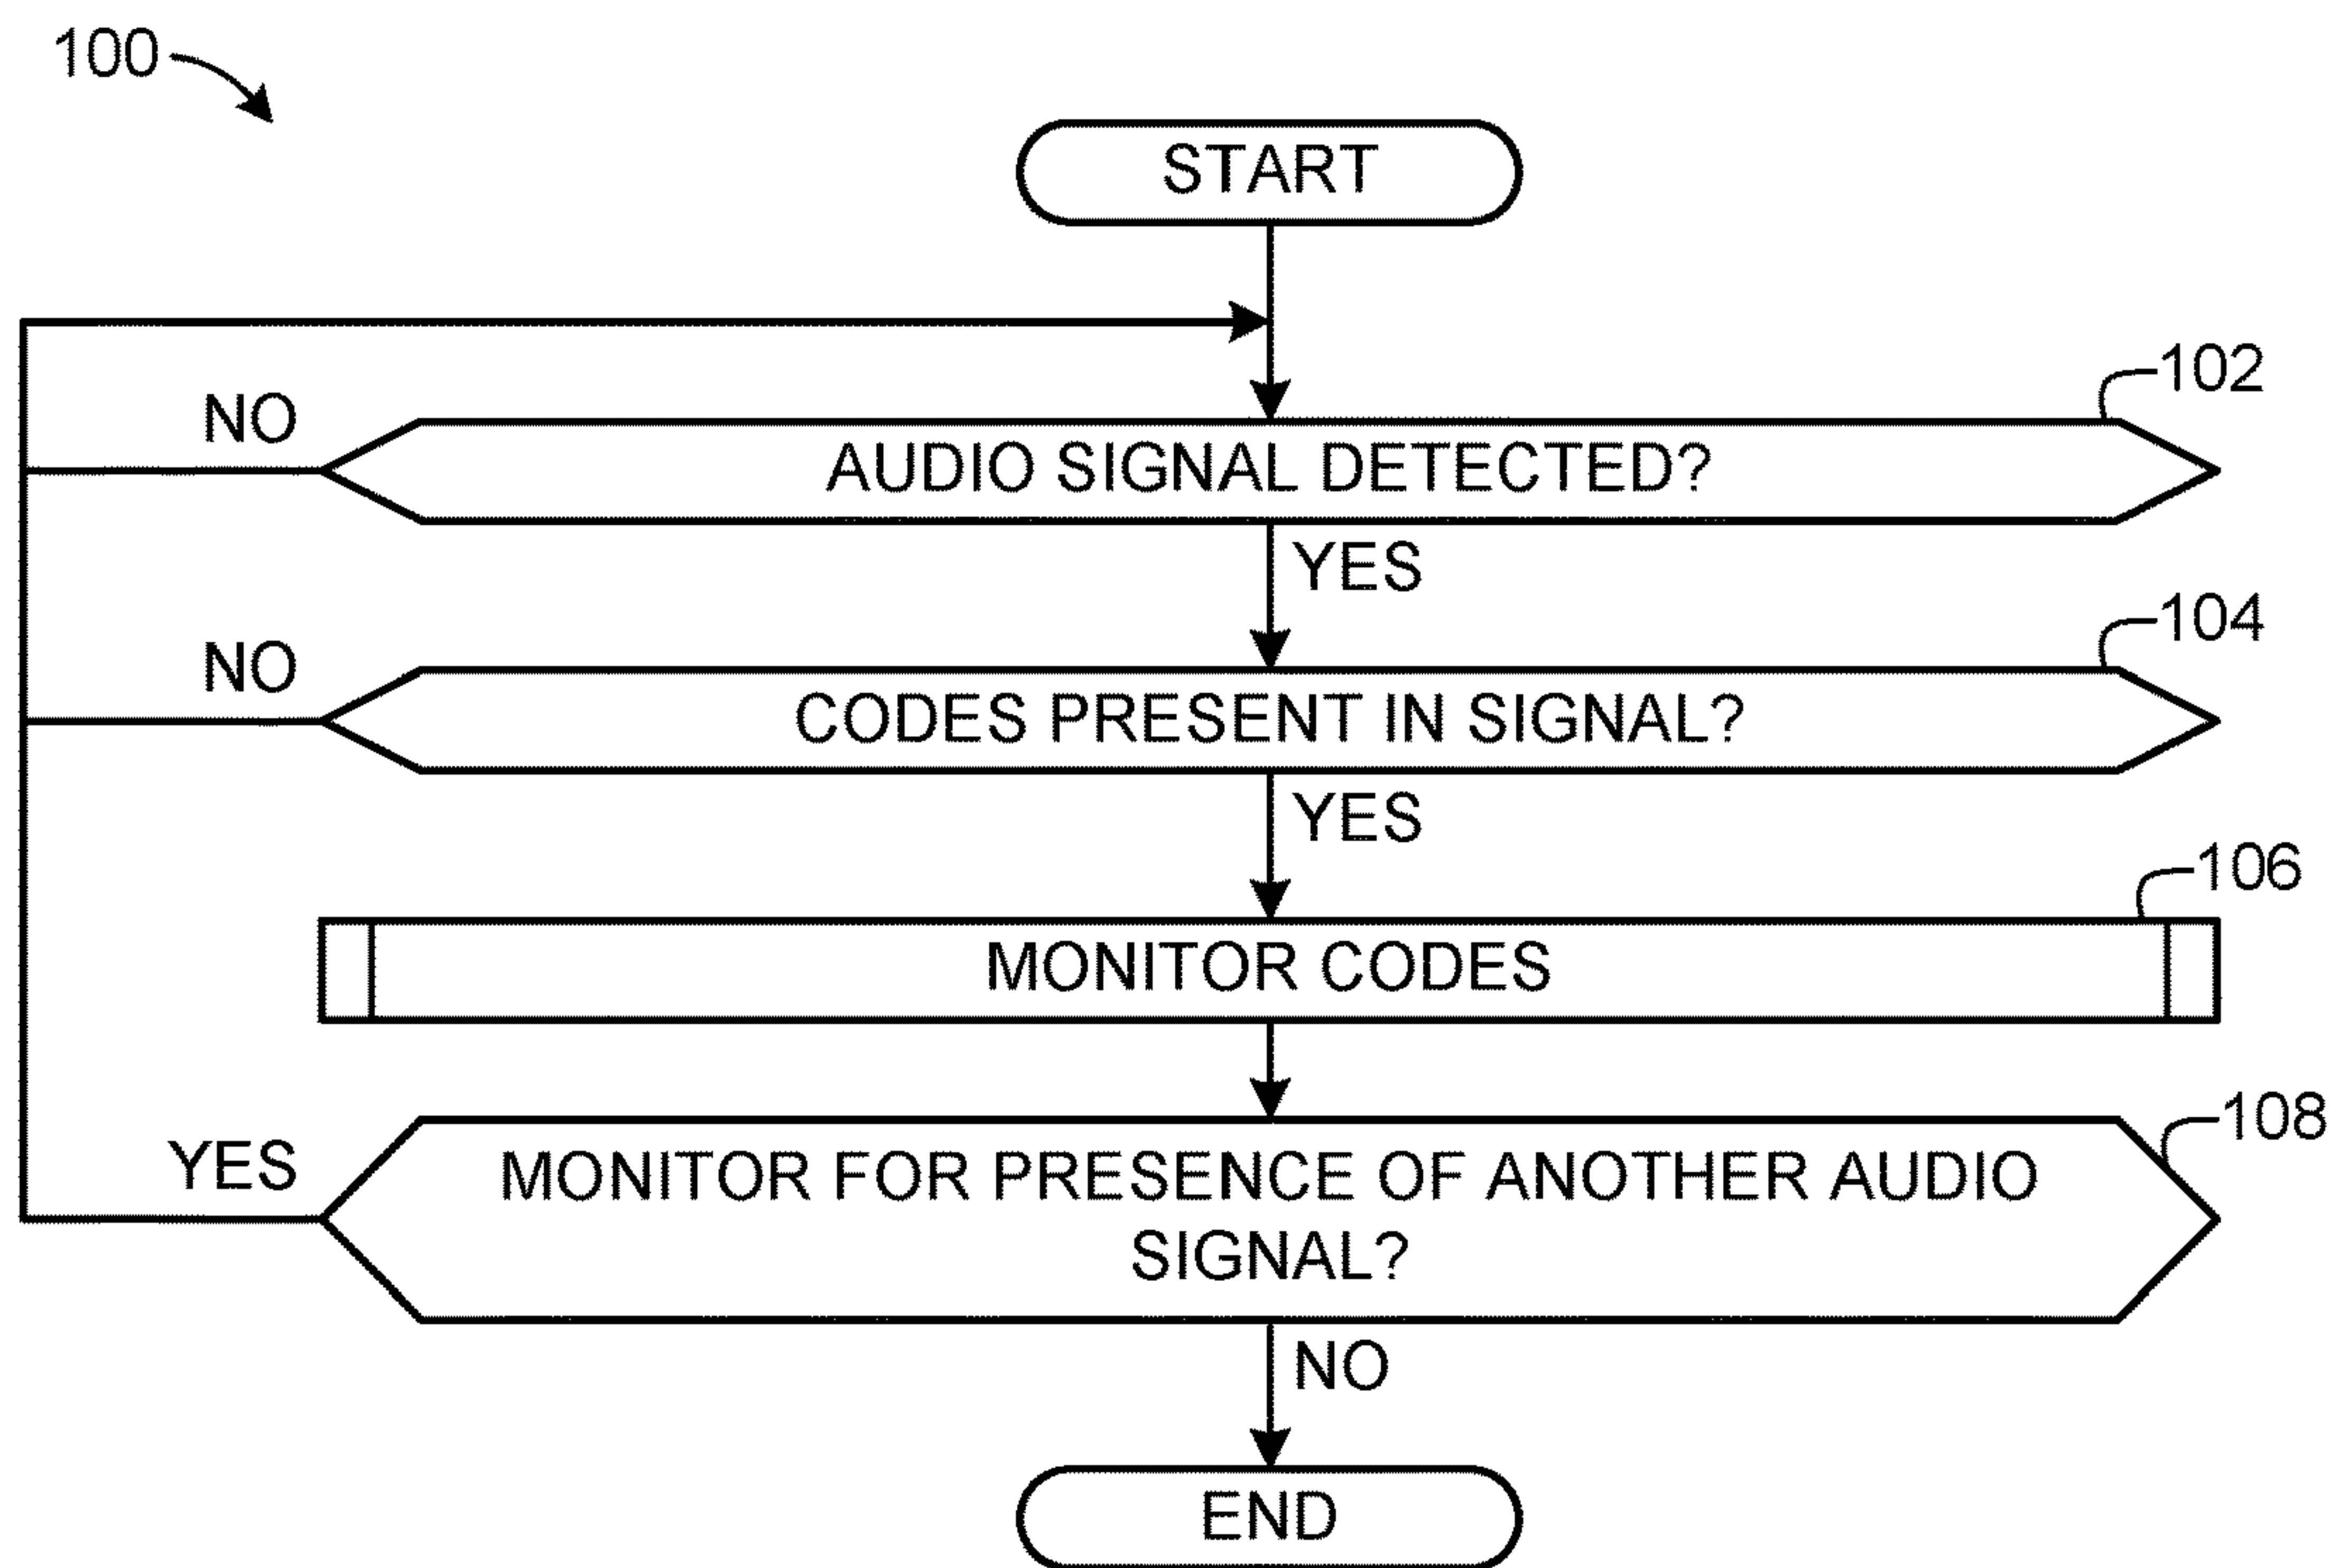 100
START
102
NO
AUDIO SIGNAL DETECTED?
YES
104
NO
CODES PRESENT IN SIGNAL?
YES
106
MONITOR CODES
108
YES
MONITOR FOR PRESENCE OF ANOTHER AUDIO
SIGNAL?
NO
END